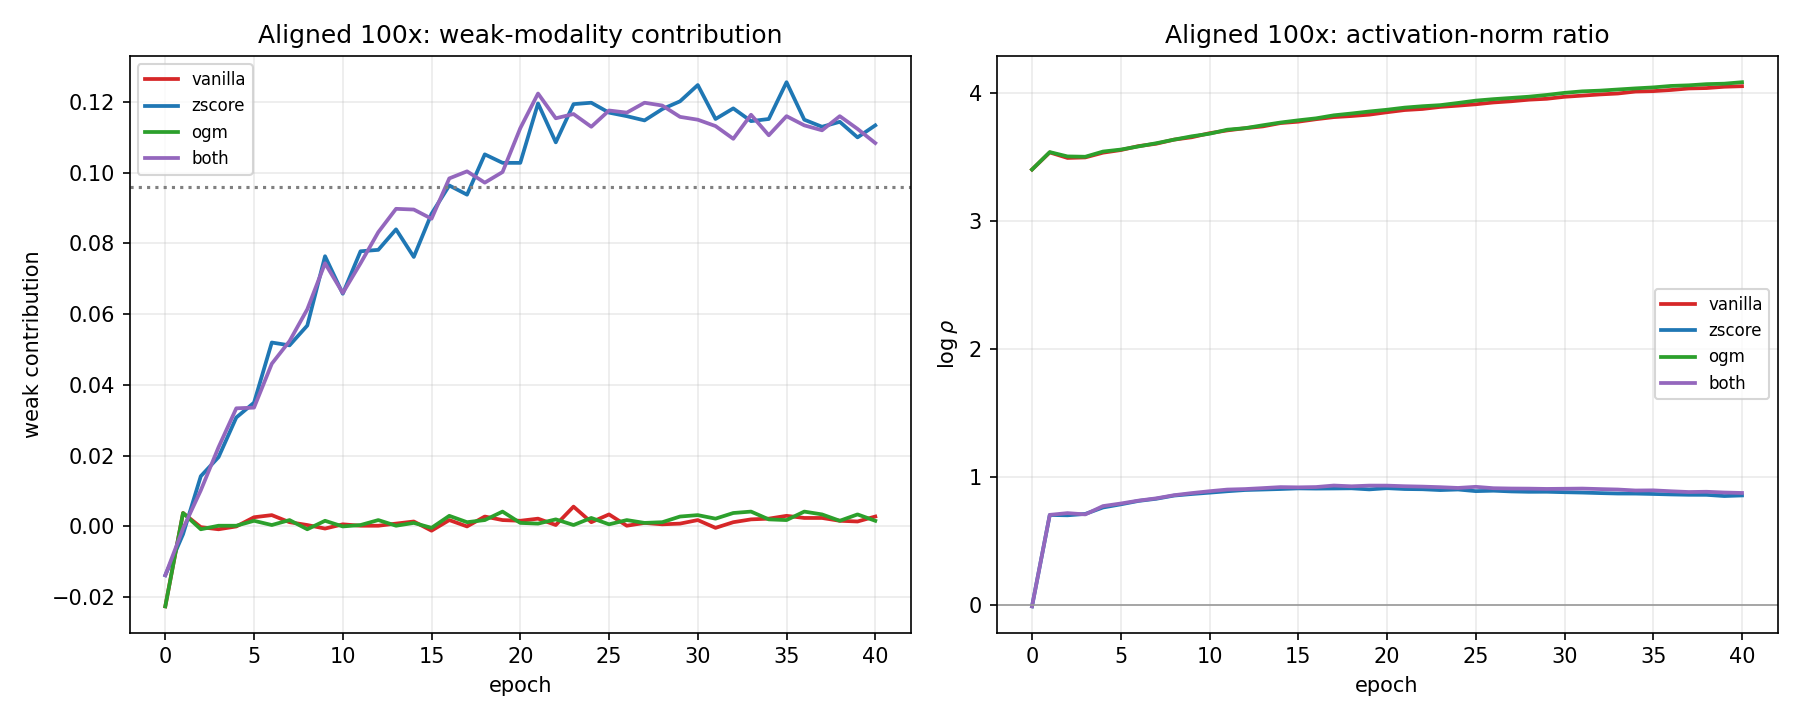 Aligned 100x: weak-modality contribution
weak contribution
0.12
0.10
0.08
0.06
0.04
0.02
0.00
−0.02
vanilla
zscore
ogm
both
0 5 10 15 20 25 30 35 40
epoch
Aligned 100x: activation-norm ratio
log ρ
4
3
2
1
0
vanilla
zscore
ogm
both
0 5 10 15 20 25 30 35 40
epoch